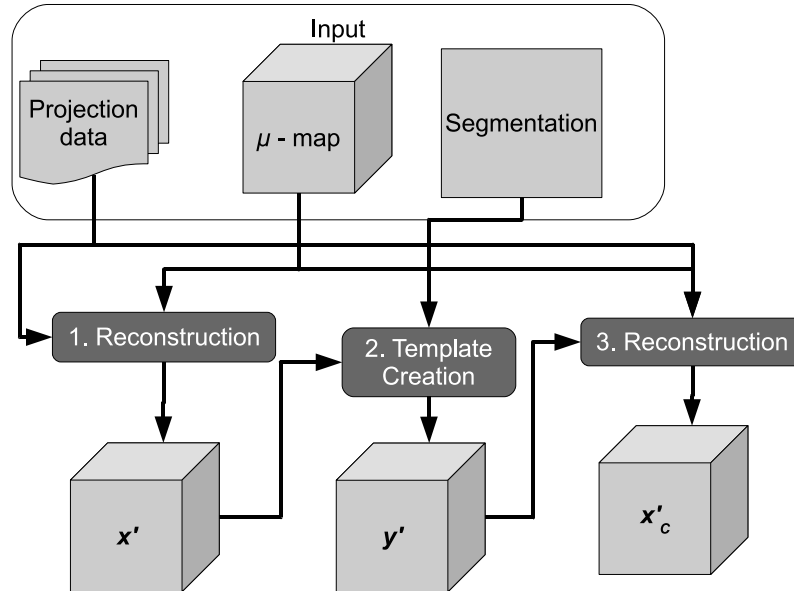 Input
Projection
data
μ - map
Segmentation
1. Reconstruction
2. Template
Creation
3. Reconstruction
x'
y'
x'c